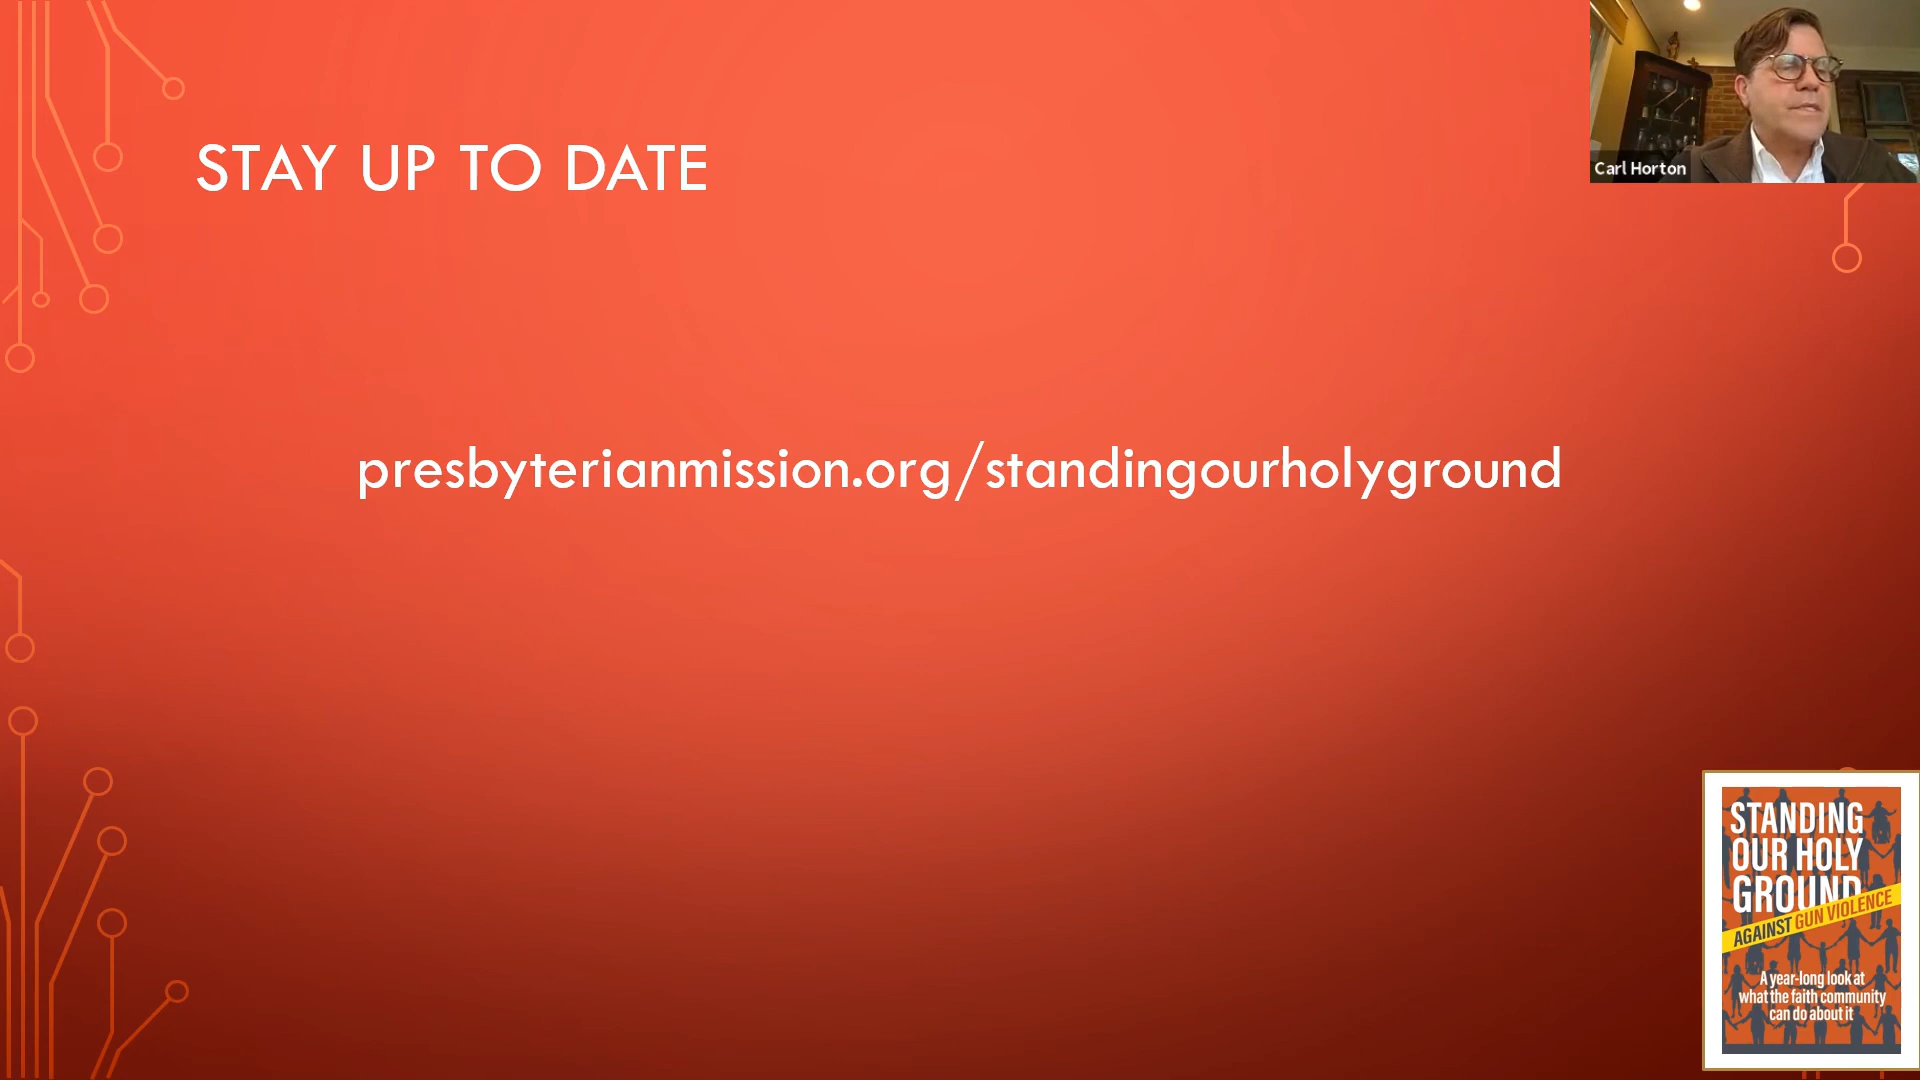 STAY UP TO DATE
Carl Horton
presbyterianmission.org/standingourholyground
STANDING
OUR HOLY
GROUND
AGAINST GUN VIOLENCE
A year-long look at
what the faith community
can do about it